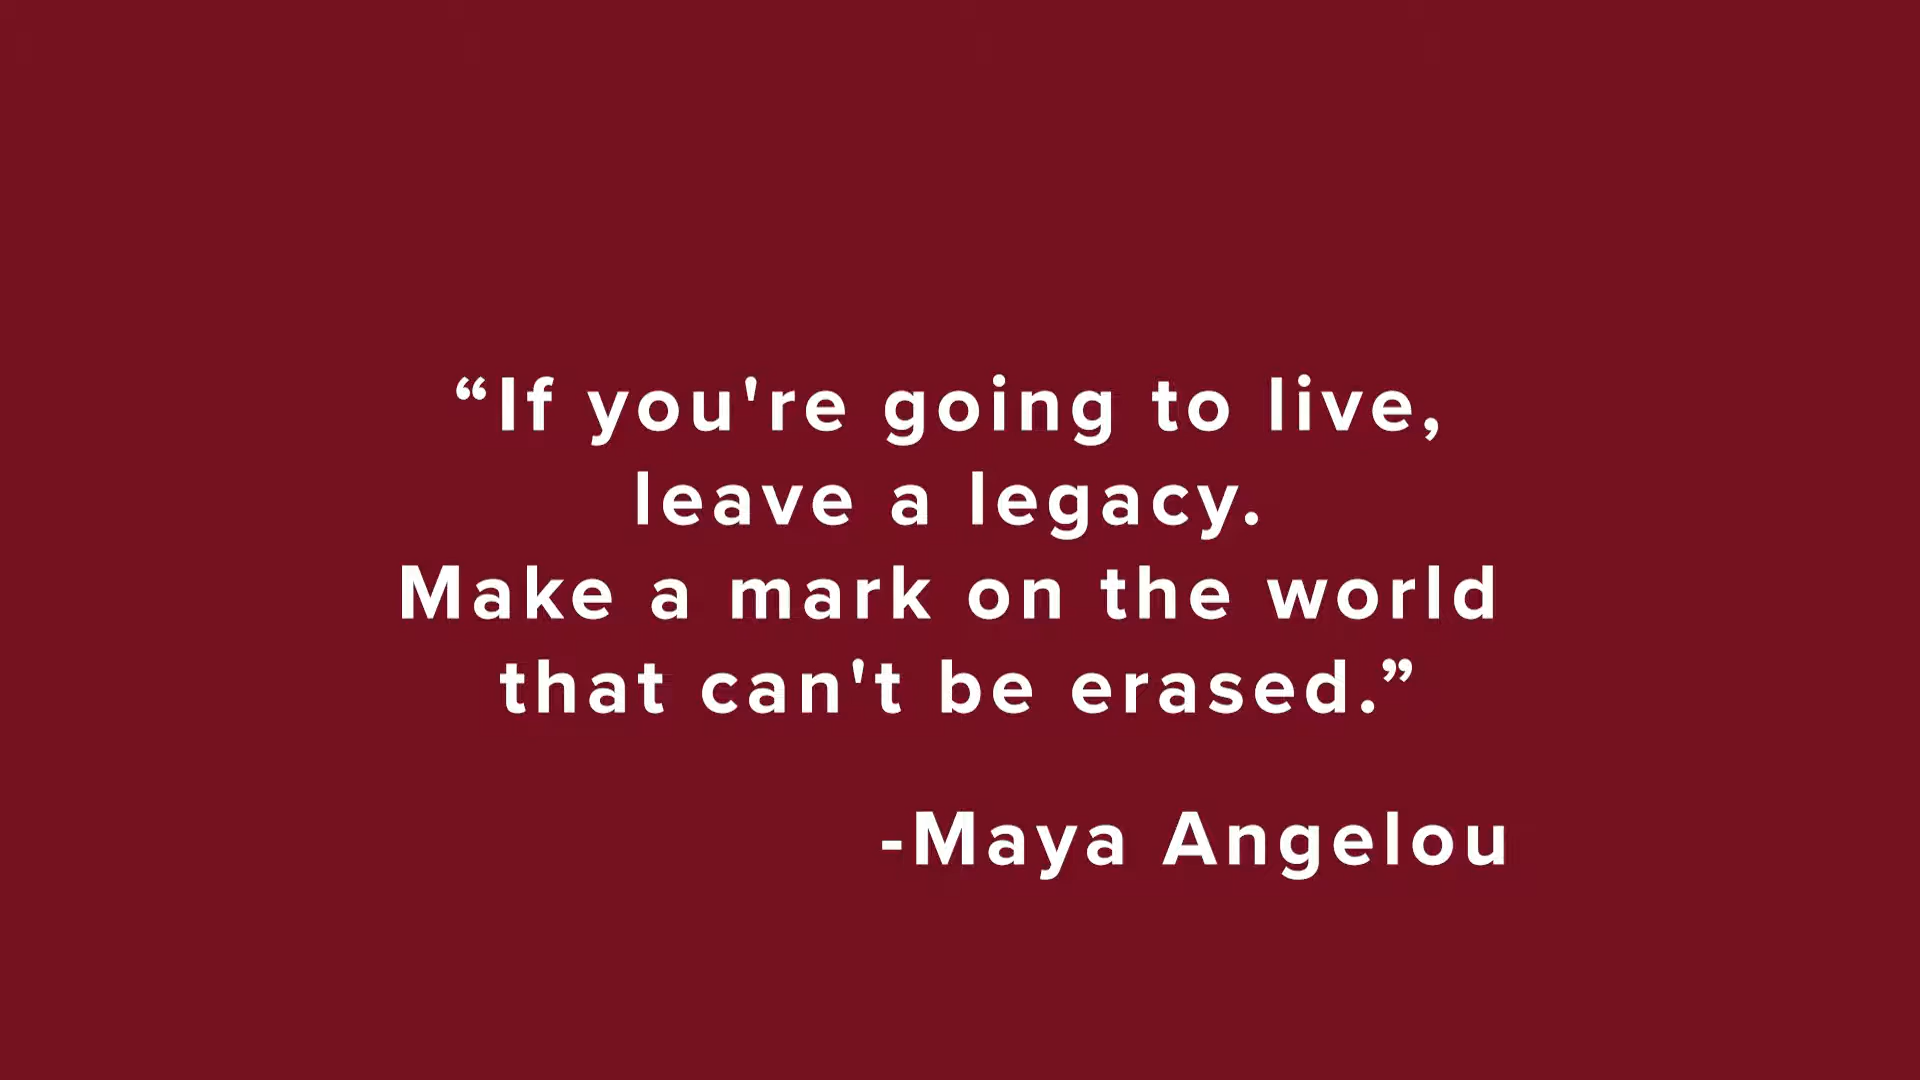 “If you're going to live,
leave a legacy.
Make a mark on the world
that can't be erased.”
-Maya Angelou